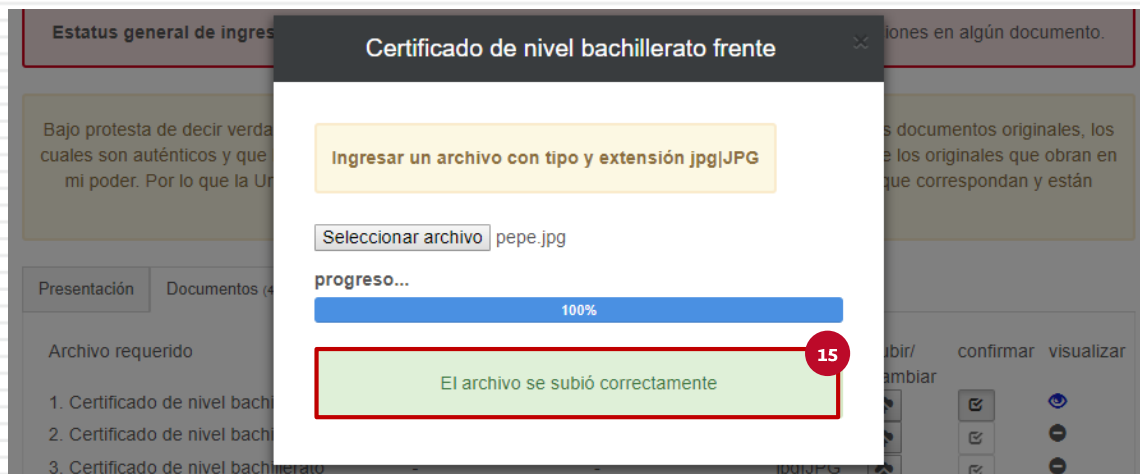 Estatus general de ingres
iones en algún documento.
Certificado de nivel bachillerato frente
×
Bajo protesta de decir verda
s documentos originales, los
cuales son auténticos y que
e los originales que obran en
mi poder. Por lo que la Un
que correspondan y están
Ingresar un archivo con tipo y extensión jpg|JPG
Seleccionar archivo pepe.jpg
progreso...
100%
15
El archivo se subió correctamente
Presentación Documentos (4
Archivo requerido
ubir/ confirmar visualizar
ambiar
1. Certificado de nivel bachi
2. Certificado de nivel bachi
3. Certificado de nivel bachillerato - - jpg|JPG